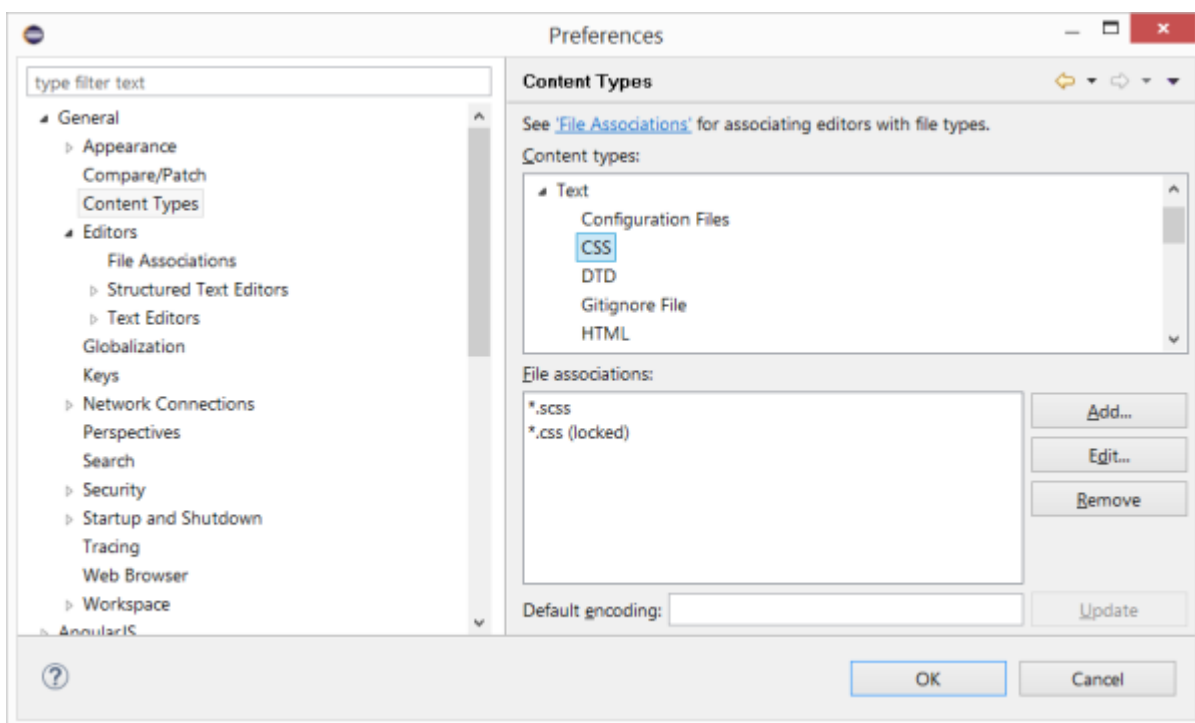 Preferences
type filter text
General
Appearance
Compare/Patch
Content Types
Editors
File Associations
Structured Text Editors
Text Editors
Globalization
Keys
Network Connections
Perspectives
Search
Security
Startup and Shutdown
Tracing
Web Browser
Workspace
AngularJS
Content Types
See 'File Associations' for associating editors with file types.
Content types:
Text
Configuration Files
CSS
DTD
Gitignore File
HTML
File associations:
*.scss
*.css (locked)
Add...
Edit...
Remove
Default encoding:
Update
OK
Cancel